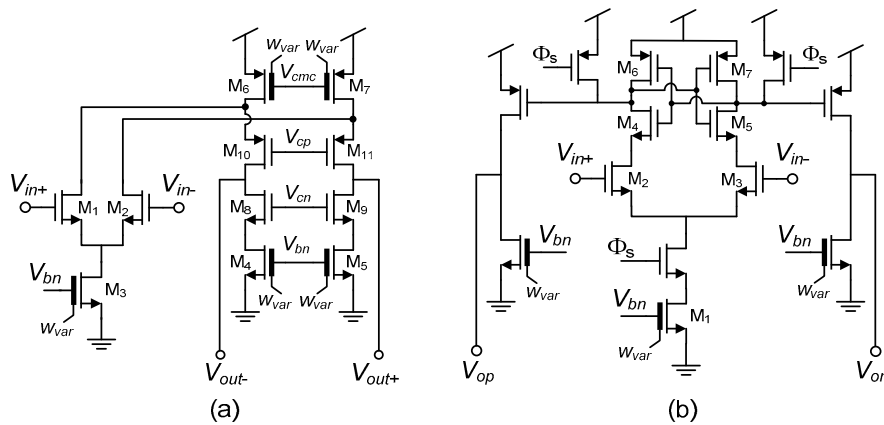 w_var w_var
M6 V_cmc M7
M10 V_cp M11
V_in+ V_in-
M1 M2
M8 V_cn M9
V_bn
M4 M5
w_var w_var
V_bn
M3
w_var
V_out- V_out+
(a)
Φs Φs
M6 M7
M4 M5
V_in+ V_in-
M2 M3
V_bn V_bn
w_var w_var
Φs
V_bn
M1
w_var
V_op V_on
(b)